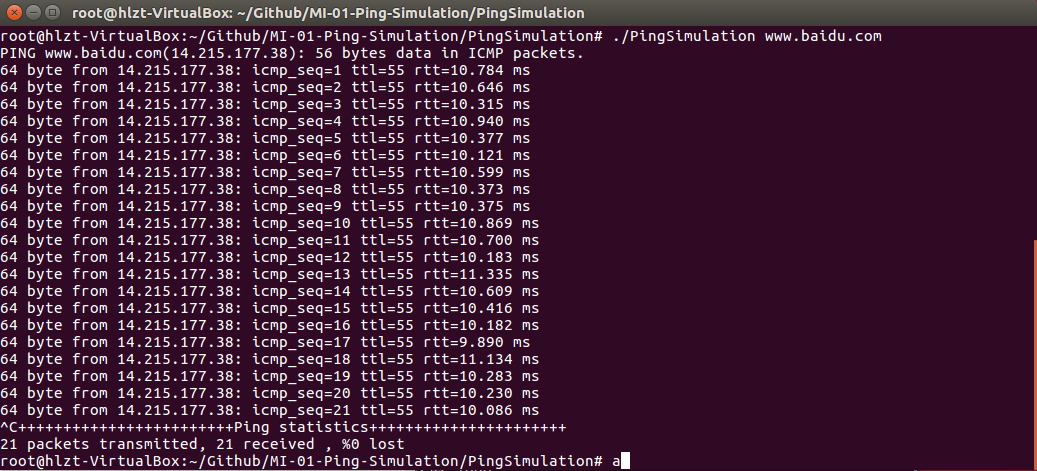 root@hlzt-VirtualBox: ~/Github/MI-01-Ping-Simulation/PingSimulation
root@hlzt-VirtualBox:~/Github/MI-01-Ping-Simulation/PingSimulation# ./PingSimulation www.baidu.com
PING www.baidu.com(14.215.177.38): 56 bytes data in ICMP packets.
64 byte from 14.215.177.38: icmp_seq=1 ttl=55 rtt=10.784 ms
64 byte from 14.215.177.38: icmp_seq=2 ttl=55 rtt=10.646 ms
64 byte from 14.215.177.38: icmp_seq=3 ttl=55 rtt=10.315 ms
64 byte from 14.215.177.38: icmp_seq=4 ttl=55 rtt=10.940 ms
64 byte from 14.215.177.38: icmp_seq=5 ttl=55 rtt=10.377 ms
64 byte from 14.215.177.38: icmp_seq=6 ttl=55 rtt=10.121 ms
64 byte from 14.215.177.38: icmp_seq=7 ttl=55 rtt=10.599 ms
64 byte from 14.215.177.38: icmp_seq=8 ttl=55 rtt=10.373 ms
64 byte from 14.215.177.38: icmp_seq=9 ttl=55 rtt=10.375 ms
64 byte from 14.215.177.38: icmp_seq=10 ttl=55 rtt=10.869 ms
64 byte from 14.215.177.38: icmp_seq=11 ttl=55 rtt=10.700 ms
64 byte from 14.215.177.38: icmp_seq=12 ttl=55 rtt=10.183 ms
64 byte from 14.215.177.38: icmp_seq=13 ttl=55 rtt=11.335 ms
64 byte from 14.215.177.38: icmp_seq=14 ttl=55 rtt=10.609 ms
64 byte from 14.215.177.38: icmp_seq=15 ttl=55 rtt=10.416 ms
64 byte from 14.215.177.38: icmp_seq=16 ttl=55 rtt=10.182 ms
64 byte from 14.215.177.38: icmp_seq=17 ttl=55 rtt=9.890 ms
64 byte from 14.215.177.38: icmp_seq=18 ttl=55 rtt=11.134 ms
64 byte from 14.215.177.38: icmp_seq=19 ttl=55 rtt=10.283 ms
64 byte from 14.215.177.38: icmp_seq=20 ttl=55 rtt=10.230 ms
64 byte from 14.215.177.38: icmp_seq=21 ttl=55 rtt=10.086 ms
^C++++++++++++++++++++++++Ping statistics++++++++++++++++++++++
21 packets transmitted, 21 received , %0 lost
root@hlzt-VirtualBox:~/Github/MI-01-Ping-Simulation/PingSimulation# a